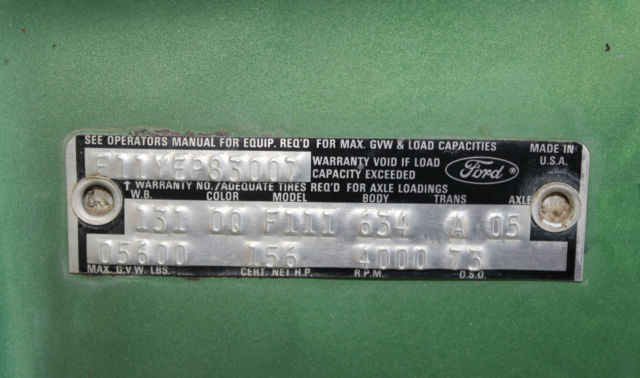 SEE OPERATORS MANUAL FOR EQUIP. REQ'D FOR MAX. GVW & LOAD CAPACITIES
MADE IN U.S.A.
F11YEP83007
WARRANTY VOID IF LOAD CAPACITY EXCEEDED
Ford
↑ WARRANTY NO./ADEQUATE TIRES REQ'D FOR AXLE LOADINGS
W.B. COLOR MODEL BODY TRANS AXLE
131 0Q F111 654 A 05
05600 156 4000 73
MAX. G.V.W. LBS. CERT. NET H.P. R.P.M. D.S.O.